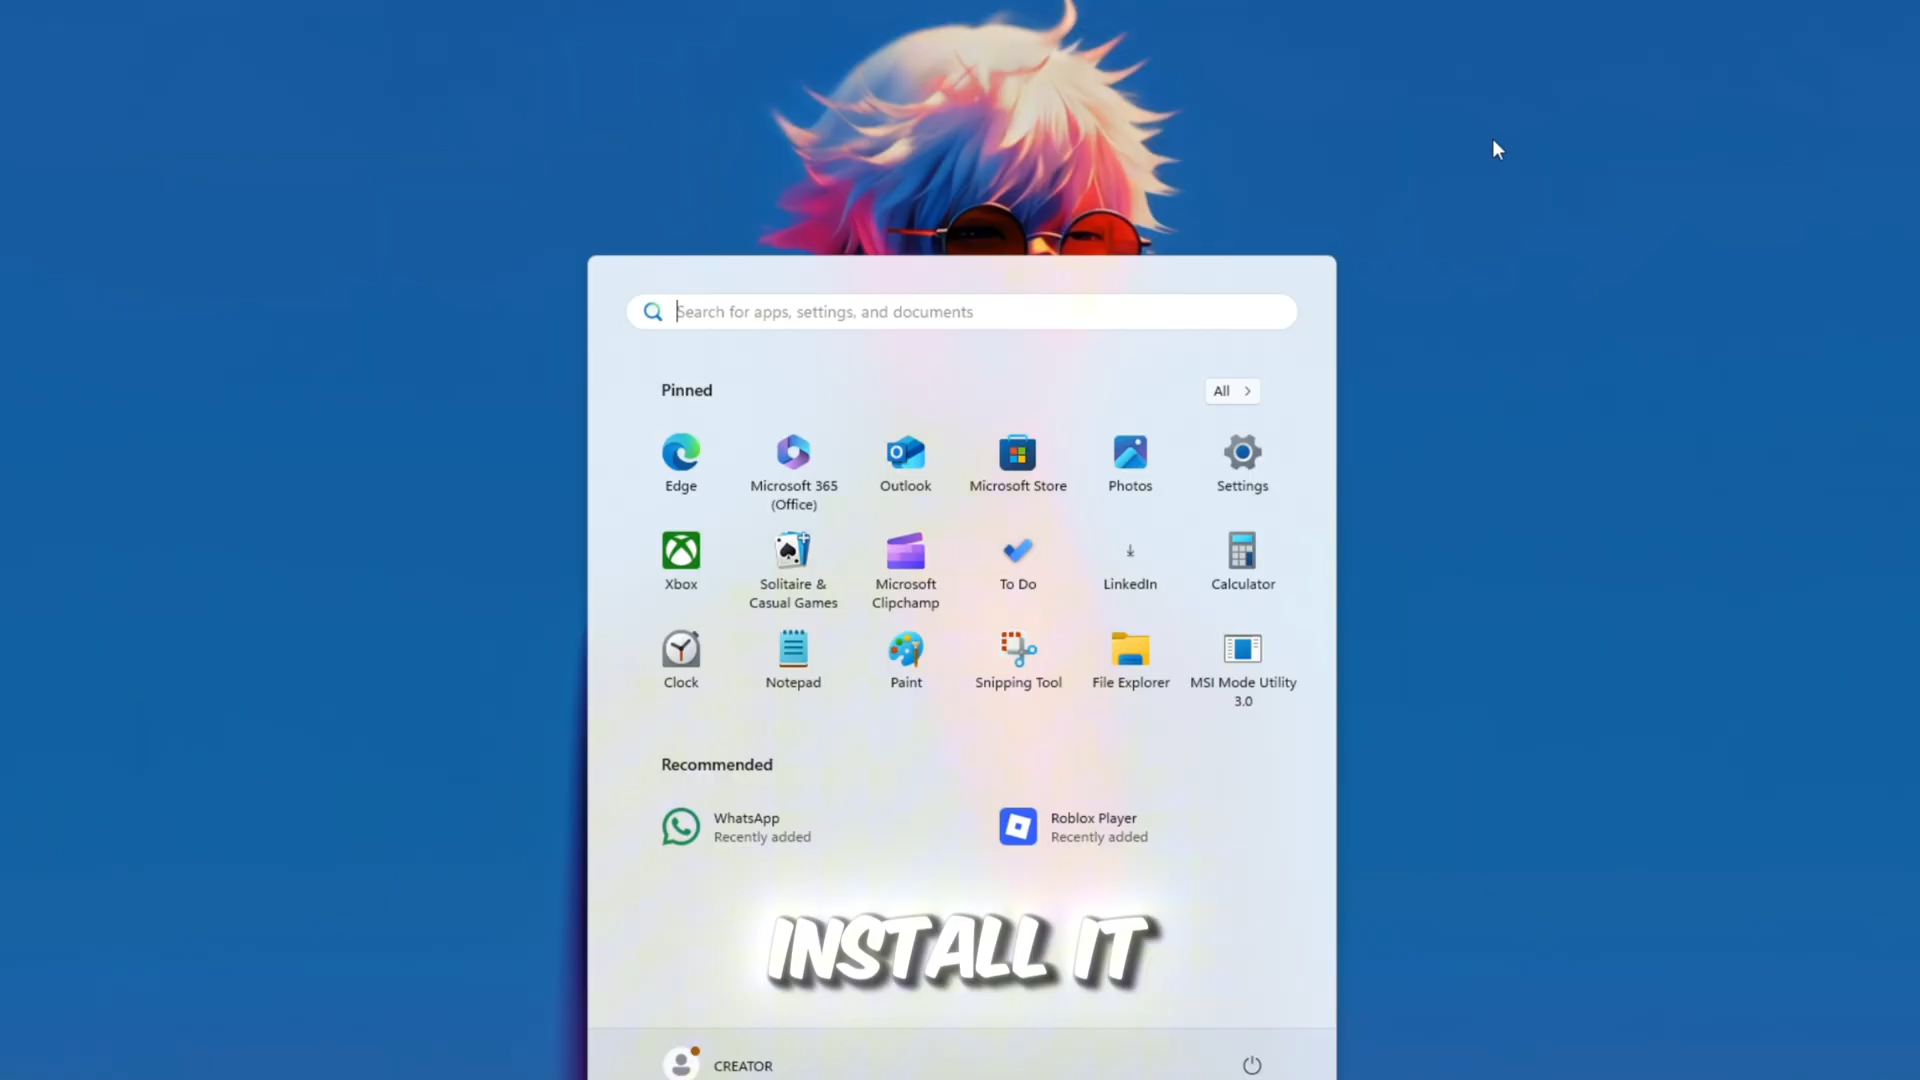 Search for apps, settings, and documents
Pinned
All
Edge
Microsoft 365
(Office)
Outlook
Microsoft Store
Photos
Settings
Xbox
Solitaire &
Casual Games
Microsoft
Clipchamp
To Do
LinkedIn
Calculator
Clock
Notepad
Paint
Snipping Tool
File Explorer
MSI Mode Utility
3.0
Recommended
WhatsApp
Recently added
Roblox Player
Recently added
INSTALL IT
CREATOR